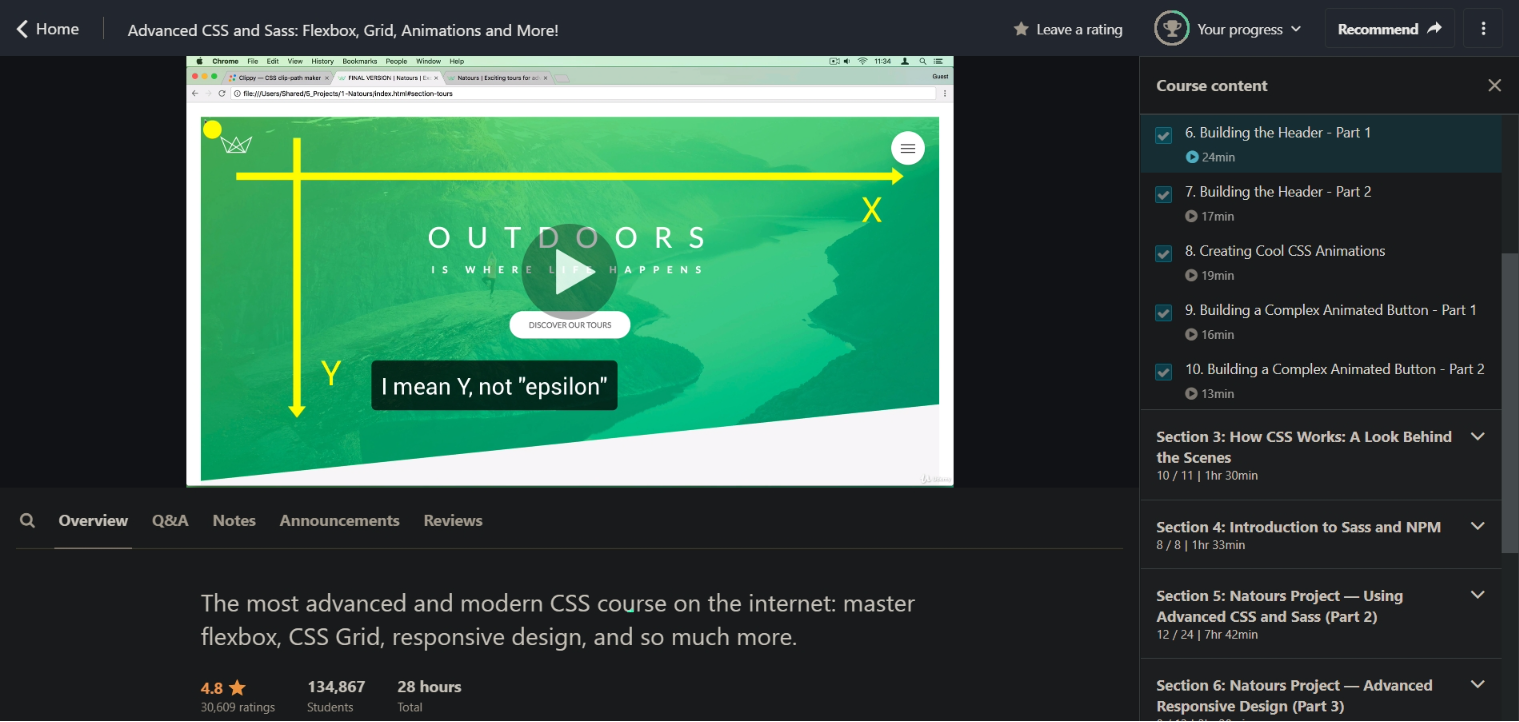 Home
Advanced CSS and Sass: Flexbox, Grid, Animations and More!
Leave a rating
Your progress
Recommend
Chrome File Edit View History Bookmarks People Window Help
11:34
Clippy — CSS clip-path maker
FINAL VERSION | Natours | Ex
Natours | Exciting tours for ad
Guest
file:///Users/Shared/5_Projects/1-Natours/index.html#section-tours
X
OUTDOORS
IS WHERE LIFE HAPPENS
DISCOVER OUR TOURS
Y
I mean Y, not "epsilon"
Overview Q&A Notes Announcements Reviews
The most advanced and modern CSS course on the internet: master
flexbox, CSS Grid, responsive design, and so much more.
4.8 134,867 28 hours
30,609 ratings Students Total
Course content
6. Building the Header - Part 1
24min
7. Building the Header - Part 2
17min
8. Creating Cool CSS Animations
19min
9. Building a Complex Animated Button - Part 1
16min
10. Building a Complex Animated Button - Part 2
13min
Section 3: How CSS Works: A Look Behind
the Scenes
10 / 11 | 1hr 30min
Section 4: Introduction to Sass and NPM
8 / 8 | 1hr 33min
Section 5: Natours Project — Using
Advanced CSS and Sass (Part 2)
12 / 24 | 7hr 42min
Section 6: Natours Project — Advanced
Responsive Design (Part 3)